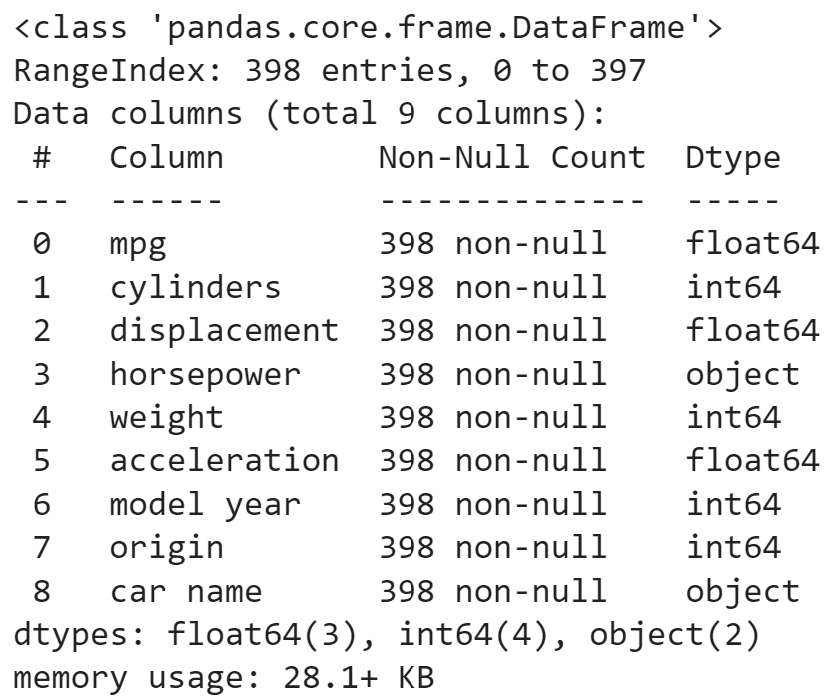 <class 'pandas.core.frame.DataFrame'>
RangeIndex: 398 entries, 0 to 397
Data columns (total 9 columns):
 #   Column        Non-Null Count  Dtype
---  ------        --------------  -----
 0   mpg           398 non-null    float64
 1   cylinders     398 non-null    int64
 2   displacement  398 non-null    float64
 3   horsepower    398 non-null    object
 4   weight        398 non-null    int64
 5   acceleration  398 non-null    float64
 6   model year    398 non-null    int64
 7   origin        398 non-null    int64
 8   car name      398 non-null    object
dtypes: float64(3), int64(4), object(2)
memory usage: 28.1+ KB